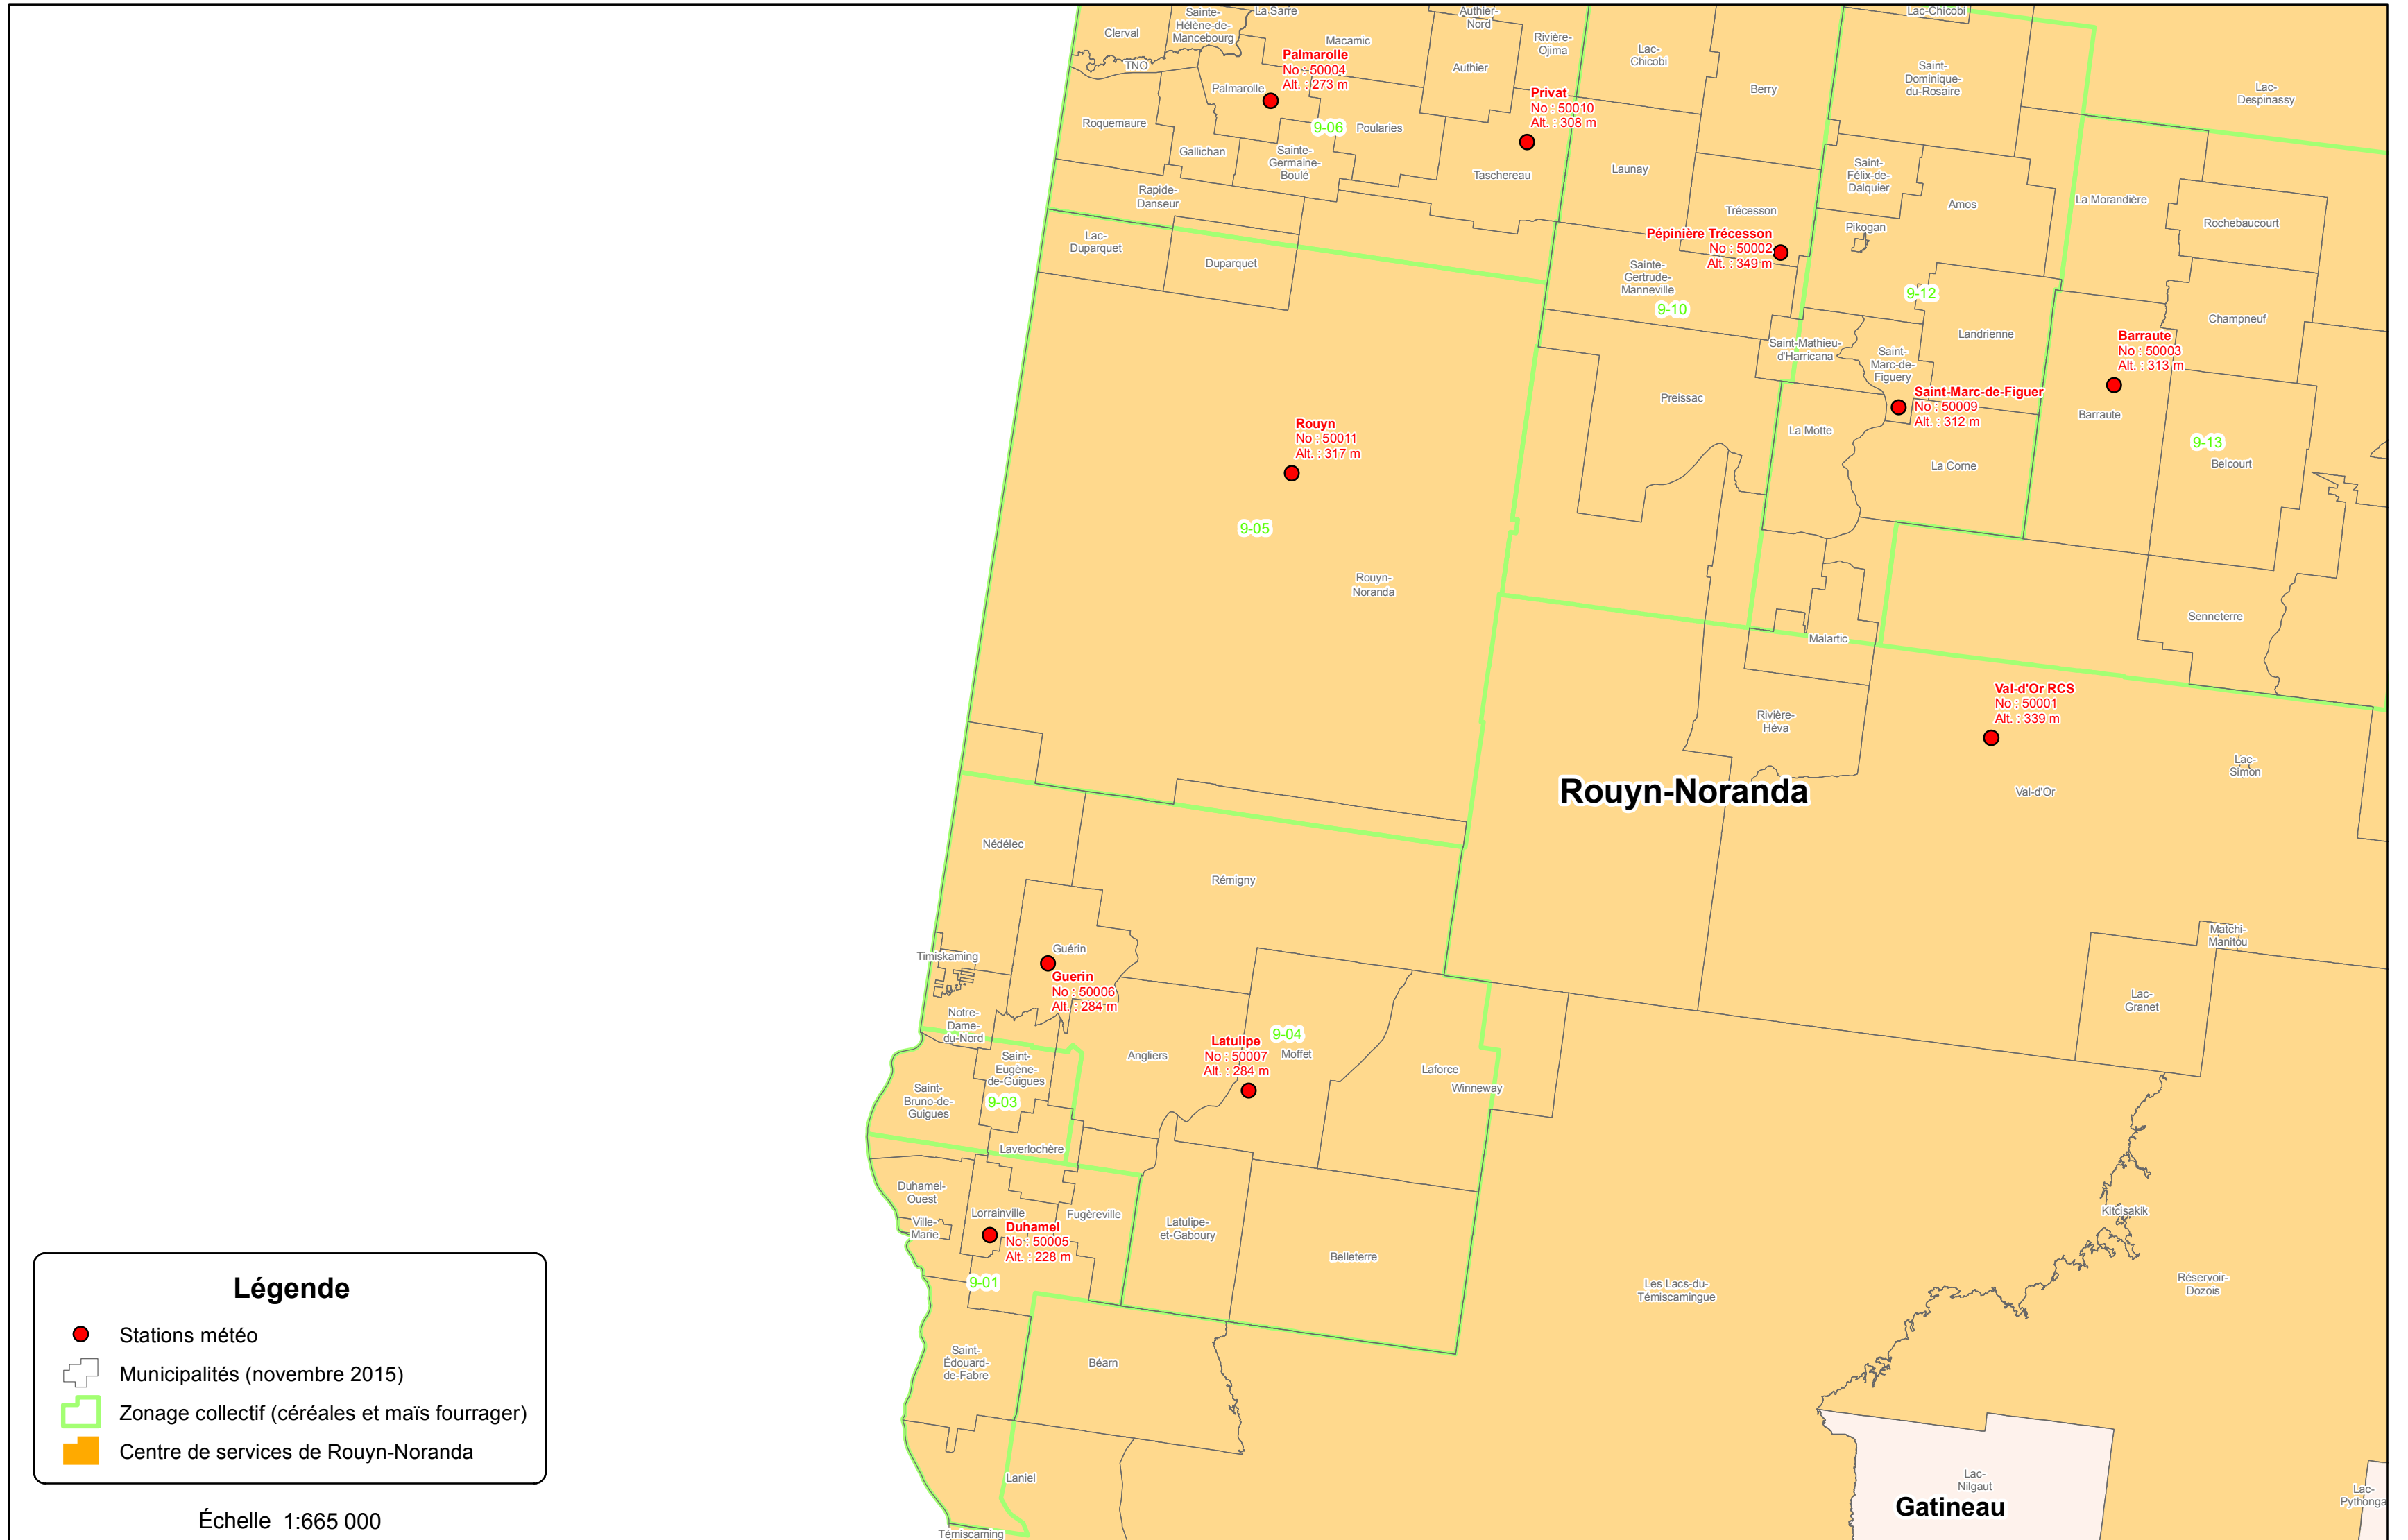 Clerval
Sainte-
Hélène-de-
Mancebourg
La Sarre
Macamic
Authier-
Nord
Rivière-
Ojima
Lac-
Chicobi
Lac-Chicobi
TNO
Palmarolle
No : 50004
Alt. : 273 m
Authier
Berry
Saint-
Dominique-
du-Rosaire
Lac-
Despinassy
Palmarolle
Privat
No : 50010
Alt. : 308 m
Roquemaure
9-06
Poularies
Gallichan
Sainte-
Germaine-
Boulé
Taschereau
Launay
Saint-
Félix-de-
Dalquier
Rapide-
Danseur
Trécesson
Amos
La Morandière
Rochebaucourt
Lac-
Duparquet
Duparquet
Pépinière Trécesson
No : 50002
Alt. : 349 m
Pikogan
Sainte-
Gertrude-
Manneville
9-10
9-12
Champneuf
Landrienne
Saint-Mathieu-
d'Harricana
Saint-
Marc-de-
Figuery
Barraute
No : 50003
Alt. : 313 m
Preissac
Saint-Marc-de-Figuer
No : 50009
Alt. : 312 m
Barraute
La Motte
Rouyn
No : 50011
Alt. : 317 m
9-13
La Corne
Belcourt
9-05
Rouyn-
Noranda
Senneterre
Malartic
Val-d'Or RCS
No : 50001
Alt. : 339 m
Rivière-
Héva
Rouyn-Noranda
Val-d'Or
Lac-
Simon
Nédélec
Rémigny
Guérin
Timiskaming
Guerin
No : 50006
Alt. : 284 m
Matchi-
Manitou
Lac-
Granet
Notre-
Dame-
du-Nord
9-04
Latulipe
No : 50007
Alt. : 284 m
Moffet
Angliers
Saint-
Eugène-
de-Guigues
Laforce
Winneway
Saint-
Bruno-de-
Guigues
9-03
Laverlochère
Duhamel-
Ouest
Lorrainville
Fugèreville
Ville-
Marie
Duhamel
No : 50005
Alt. : 228 m
Latulipe-
et-Gaboury
Belleterre
Kitcisakik
9-01
Les Lacs-du-
Témiscamingue
Réservoir-
Dozois
Saint-
Édouard-
de-Fabre
Béarn
Laniel
Témiscaming
Lac-
Nilgaut
Gatineau
Lac-
Pythonga
Légende
Stations météo
Municipalités (novembre 2015)
Zonage collectif (céréales et maïs fourrager)
Centre de services de Rouyn-Noranda
Échelle 1:665 000